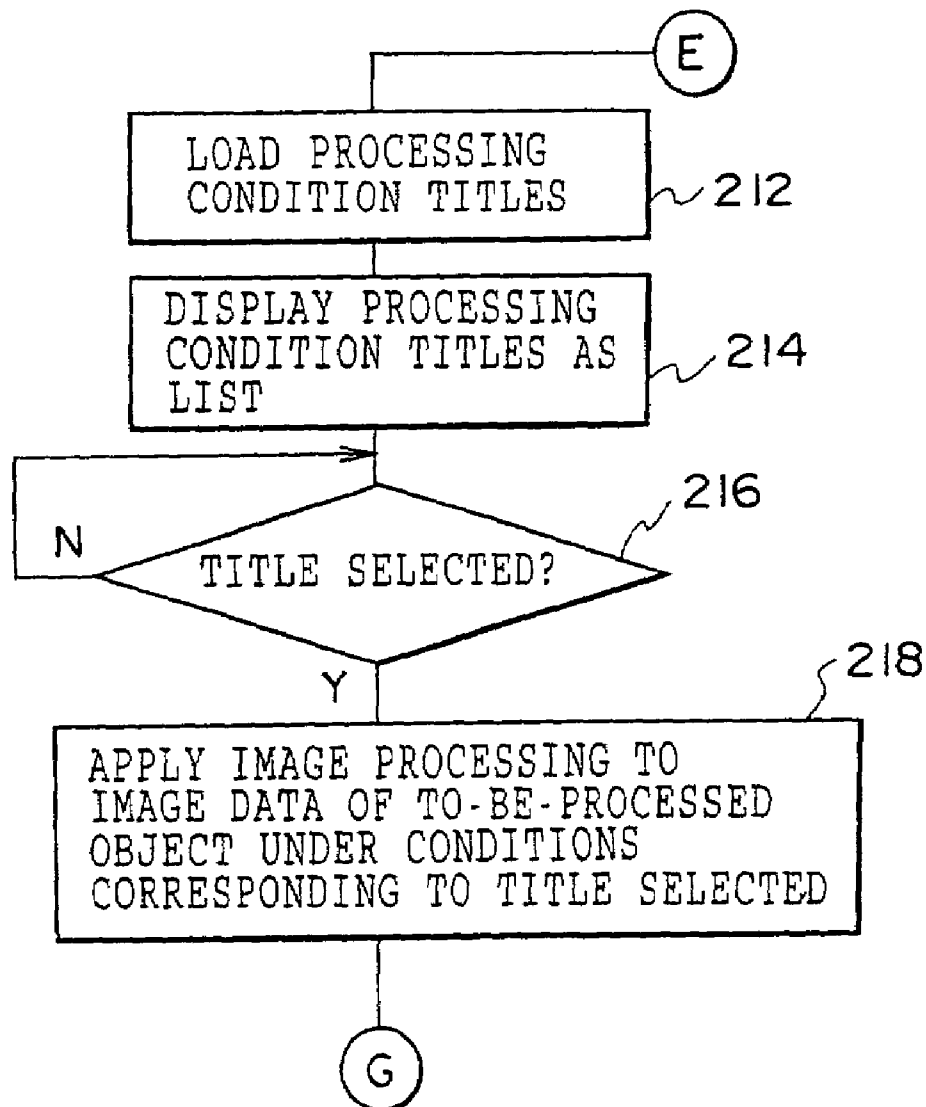 E
LOAD PROCESSING
CONDITION TITLES
212
DISPLAY PROCESSING
CONDITION TITLES AS
LIST
214
216
N
TITLE SELECTED?
Y
218
APPLY IMAGE PROCESSING TO
IMAGE DATA OF TO-BE-PROCESSED
OBJECT UNDER CONDITIONS
CORRESPONDING TO TITLE SELECTED
G